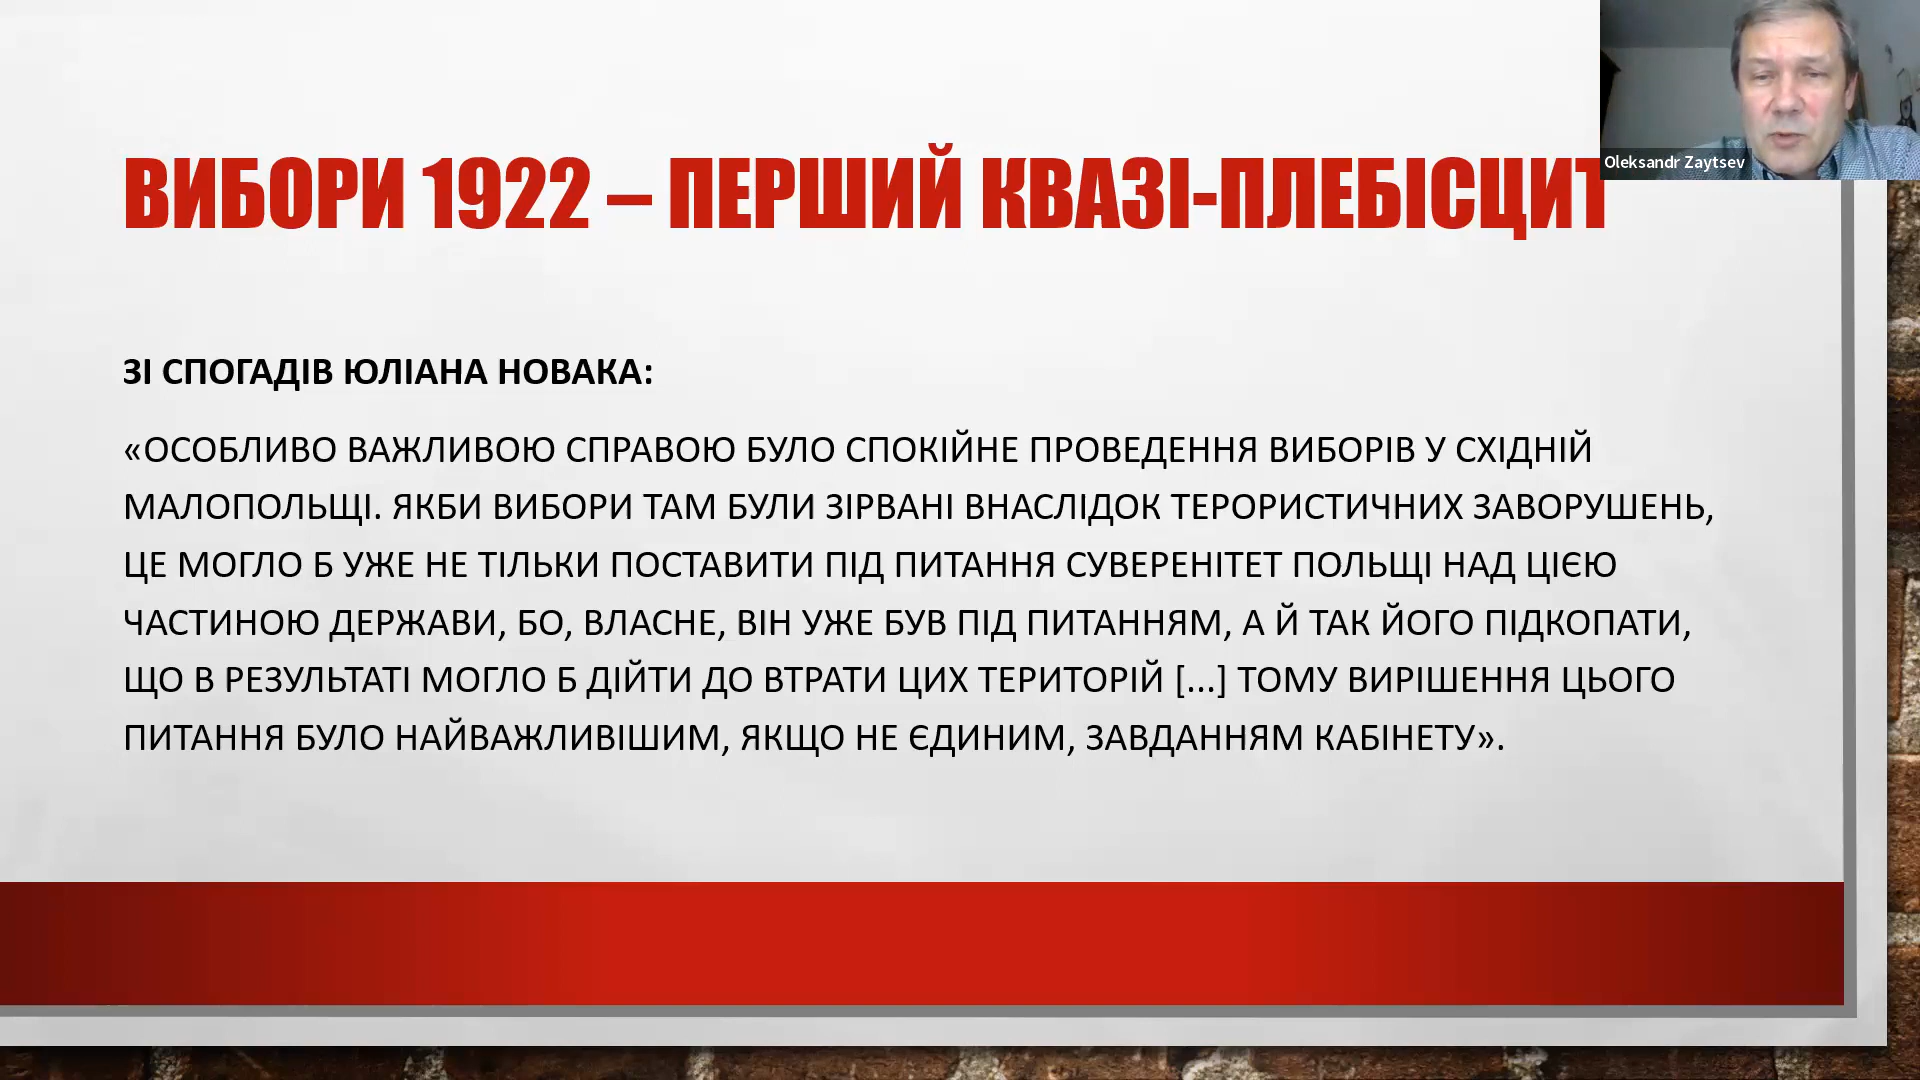 ВИБОРИ 1922 – ПЕРШИЙ КВАЗІ-ПЛЕБІСЦИТ
Oleksandr Zaytsev
ЗІ СПОГАДІВ ЮЛІАНА НОВАКА:
«ОСОБЛИВО ВАЖЛИВОЮ СПРАВОЮ БУЛО СПОКІЙНЕ ПРОВЕДЕННЯ ВИБОРІВ У СХІДНІЙ
МАЛОПОЛЬЩІ. ЯКБИ ВИБОРИ ТАМ БУЛИ ЗІРВАНІ ВНАСЛІДОК ТЕРОРИСТИЧНИХ ЗАВОРУШЕНЬ,
ЦЕ МОГЛО Б УЖЕ НЕ ТІЛЬКИ ПОСТАВИТИ ПІД ПИТАННЯ СУВЕРЕНІТЕТ ПОЛЬЩІ НАД ЦІЄЮ
ЧАСТИНОЮ ДЕРЖАВИ, БО, ВЛАСНЕ, ВІН УЖЕ БУВ ПІД ПИТАННЯМ, А Й ТАК ЙОГО ПІДКОПАТИ,
ЩО В РЕЗУЛЬТАТІ МОГЛО Б ДІЙТИ ДО ВТРАТИ ЦИХ ТЕРИТОРІЙ [...] ТОМУ ВИРІШЕННЯ ЦЬОГО
ПИТАННЯ БУЛО НАЙВАЖЛИВІШИМ, ЯКЩО НЕ ЄДИНИМ, ЗАВДАННЯМ КАБІНЕТУ».